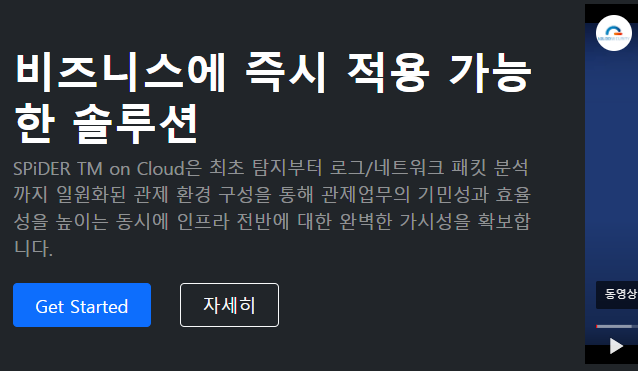 비즈니스에 즉시 적용 가능
한 솔루션
SPiDER TM on Cloud은 최초 탐지부터 로그/네트워크 패킷 분석
까지 일원화된 관제 환경 구성을 통해 관제업무의 기민성과 효율
성을 높이는 동시에 인프라 전반에 대한 완벽한 가시성을 확보합
니다.
Get Started
자세히
동영상